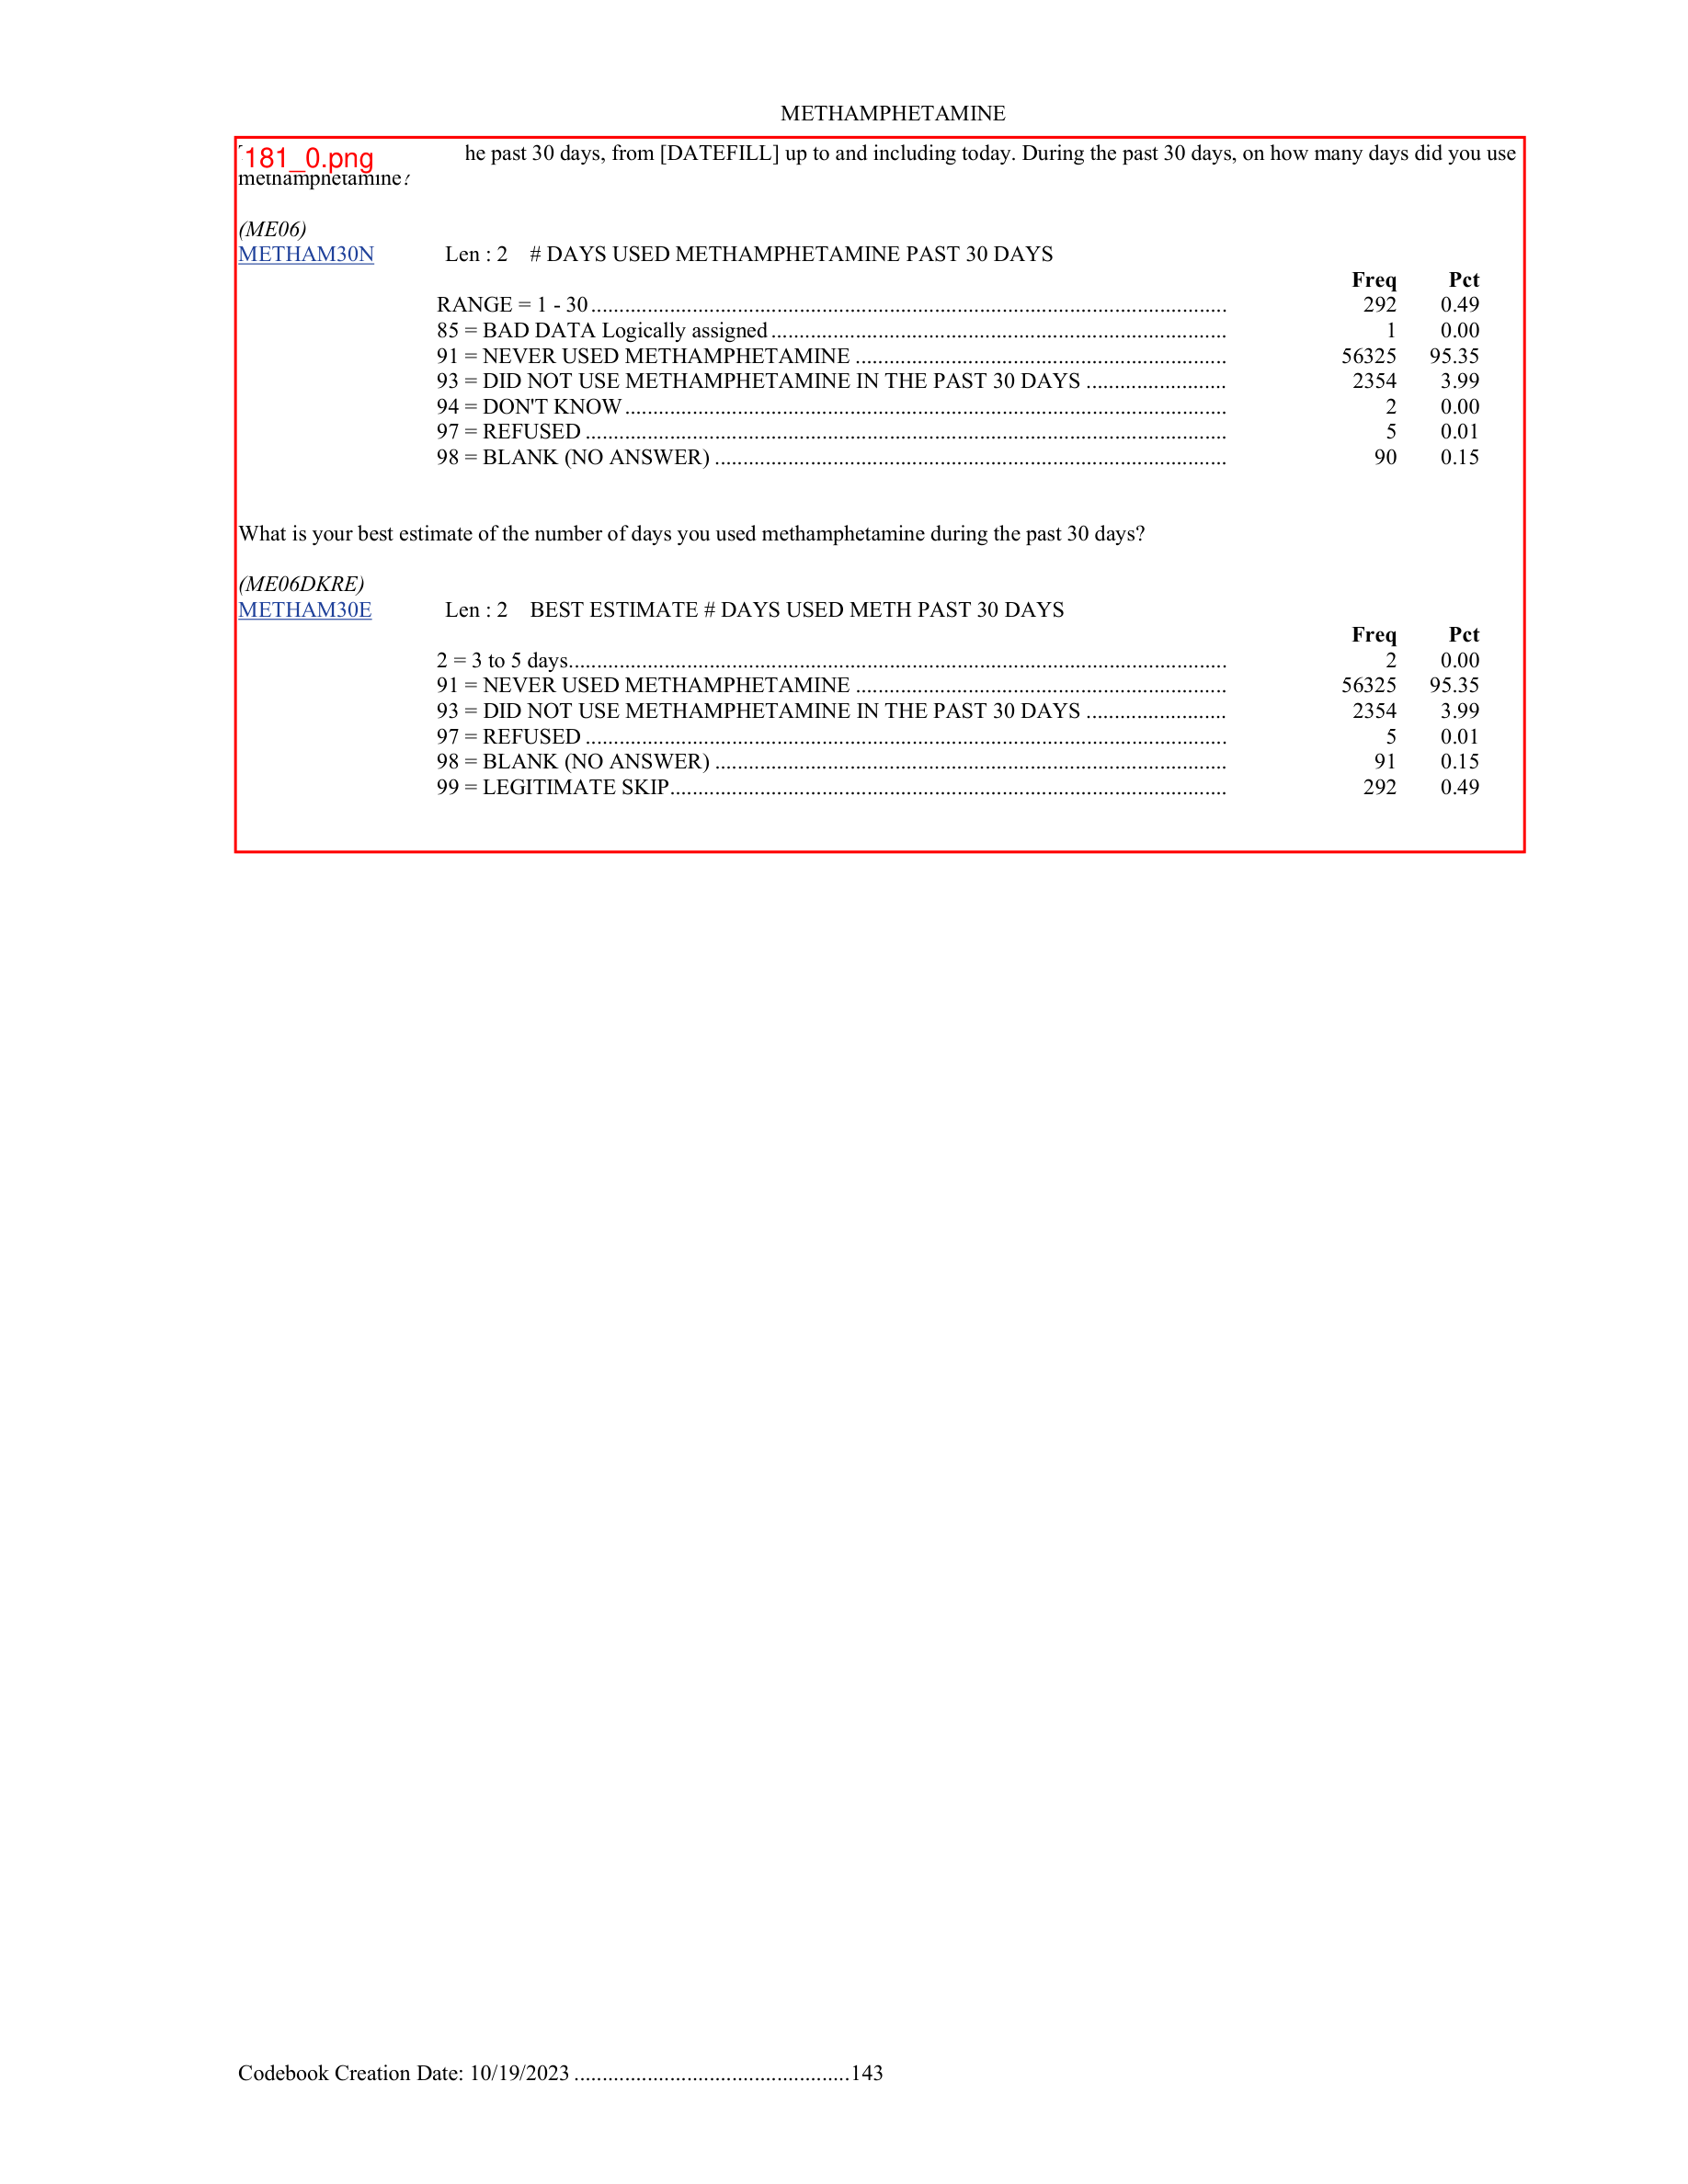 METHAMPHETAMINE
181_0.png he past 30 days, from [DATEFILL] up to and including today. During the past 30 days, on how many days did you use
methamphetamine?
(ME06)
METHAM30N Len : 2 # DAYS USED METHAMPHETAMINE PAST 30 DAYS
Freq Pct
RANGE = 1 - 30 292 0.49
85 = BAD DATA Logically assigned 1 0.00
91 = NEVER USED METHAMPHETAMINE 56325 95.35
93 = DID NOT USE METHAMPHETAMINE IN THE PAST 30 DAYS 2354 3.99
94 = DON'T KNOW 2 0.00
97 = REFUSED 5 0.01
98 = BLANK (NO ANSWER) 90 0.15
What is your best estimate of the number of days you used methamphetamine during the past 30 days?
(ME06DKRE)
METHAM30E Len : 2 BEST ESTIMATE # DAYS USED METH PAST 30 DAYS
Freq Pct
2 = 3 to 5 days 2 0.00
91 = NEVER USED METHAMPHETAMINE 56325 95.35
93 = DID NOT USE METHAMPHETAMINE IN THE PAST 30 DAYS 2354 3.99
97 = REFUSED 5 0.01
98 = BLANK (NO ANSWER) 91 0.15
99 = LEGITIMATE SKIP 292 0.49
Codebook Creation Date: 10/19/2023 143